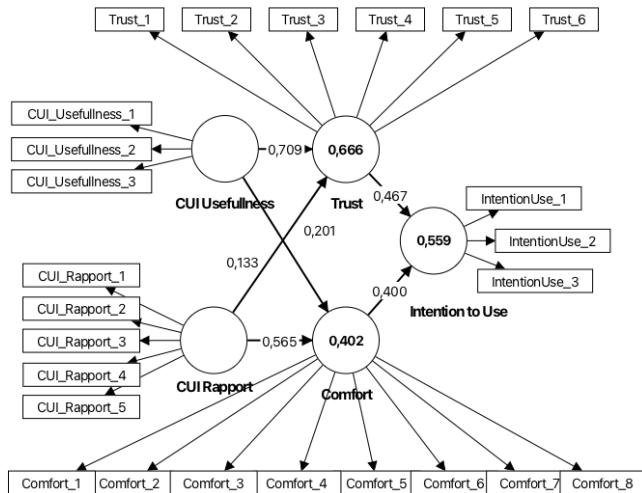 Trust_1 Trust_2 Trust_3 Trust_4 Trust_5 Trust_6
CUI_Usefullness_1
CUI_Usefullness_2
CUI_Usefullness_3
0,709
0,666
CUI Usefullness
Trust
0,467
0,201
0,133
IntentionUse_1
IntentionUse_2
IntentionUse_3
0,559
Intention to Use
0,400
CUI_Rapport_1
CUI_Rapport_2
CUI_Rapport_3
CUI_Rapport_4
CUI_Rapport_5
0,565
0,402
CUI Rapport
Comfort
Comfort_1 Comfort_2 Comfort_3 Comfort_4 Comfort_5 Comfort_6 Comfort_7 Comfort_8